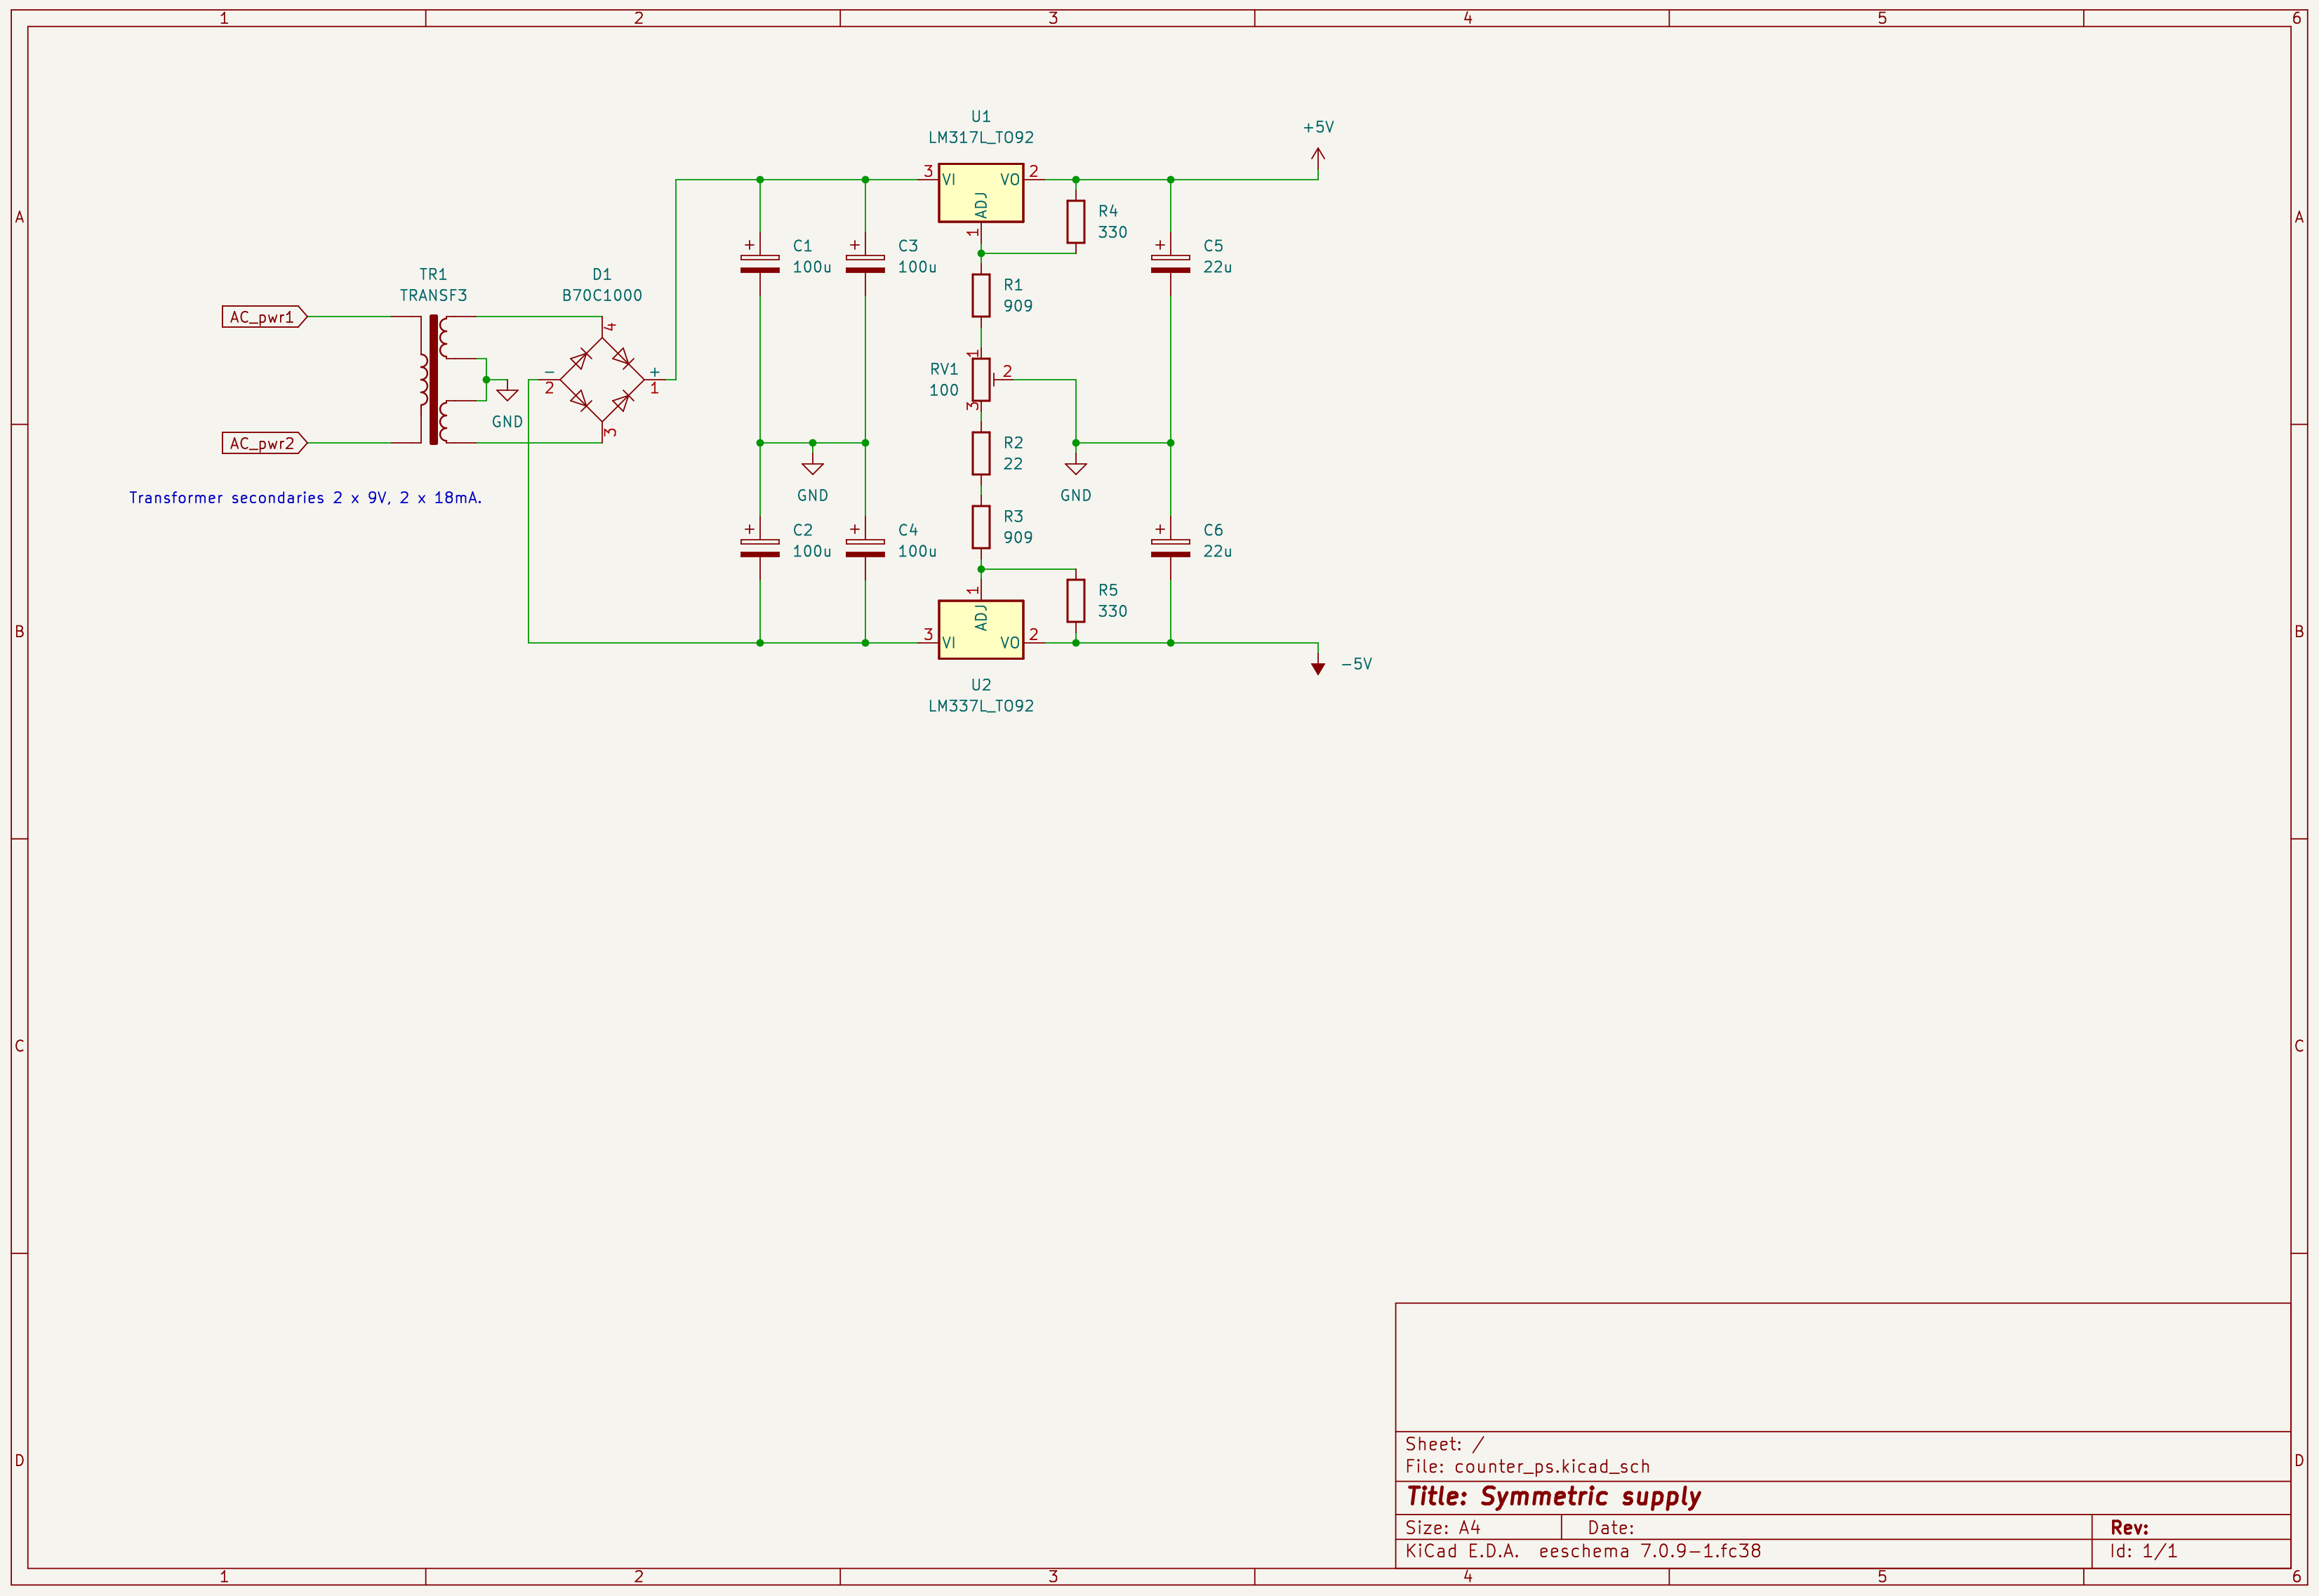 1 2 3 4 5 6
A A
B B
C C
D D
1 2 3 4 5 6
U1
LM317L_TO92
3 VI VO 2
ADJ
1
+5V
R4
330
C1
100u
+
C3
100u
+
C5
22u
+
R1
909
TR1
TRANSF3
D1
B70C1000
AC_pwr1
AC_pwr2
4
− +
2 1
3
GND
RV1
100
1
2
3
R2
22
GND
GND
Transformer secondaries 2 x 9V, 2 x 18mA.
R3
909
C2
100u
+
C4
100u
+
C6
22u
+
R5
330
1
ADJ
3 VI VO 2
U2
LM337L_TO92
−5V
Sheet: /
File: counter_ps.kicad_sch
Title: Symmetric supply
Size: A4 Date: Rev:
KiCad E.D.A. eeschema 7.0.9-1.fc38 Id: 1/1